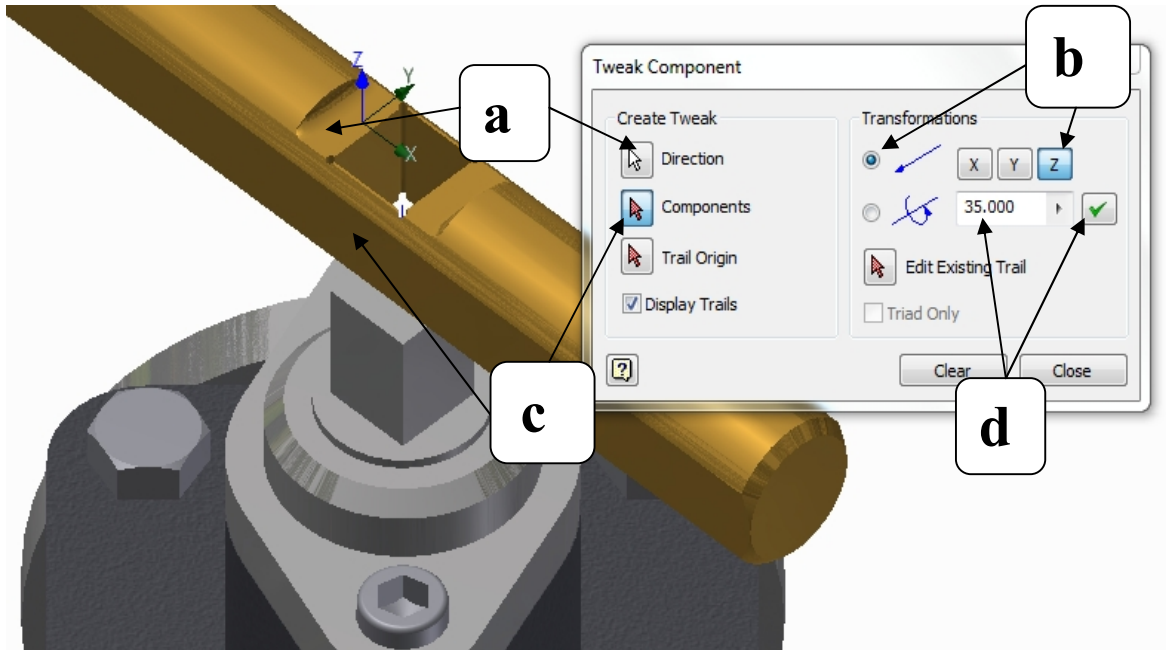 Z
Y
X
a
b
c
d
Tweak Component
Create Tweak
Direction
Components
Trail Origin
Display Trails
Transformations
X Y Z
35.000
Edit Existing Trail
Triad Only
?
Clear
Close